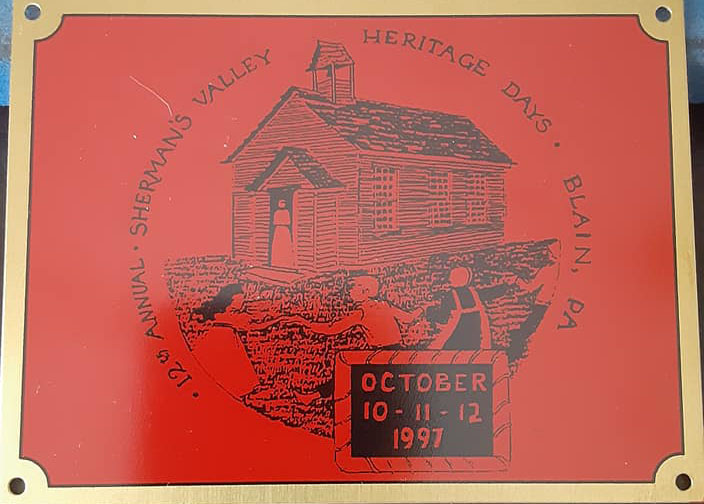 · 12th ANNUAL · SHERMAN'S VALLEY HERITAGE DAYS · BLAIN, PA
OCTOBER
10-11-12
1997